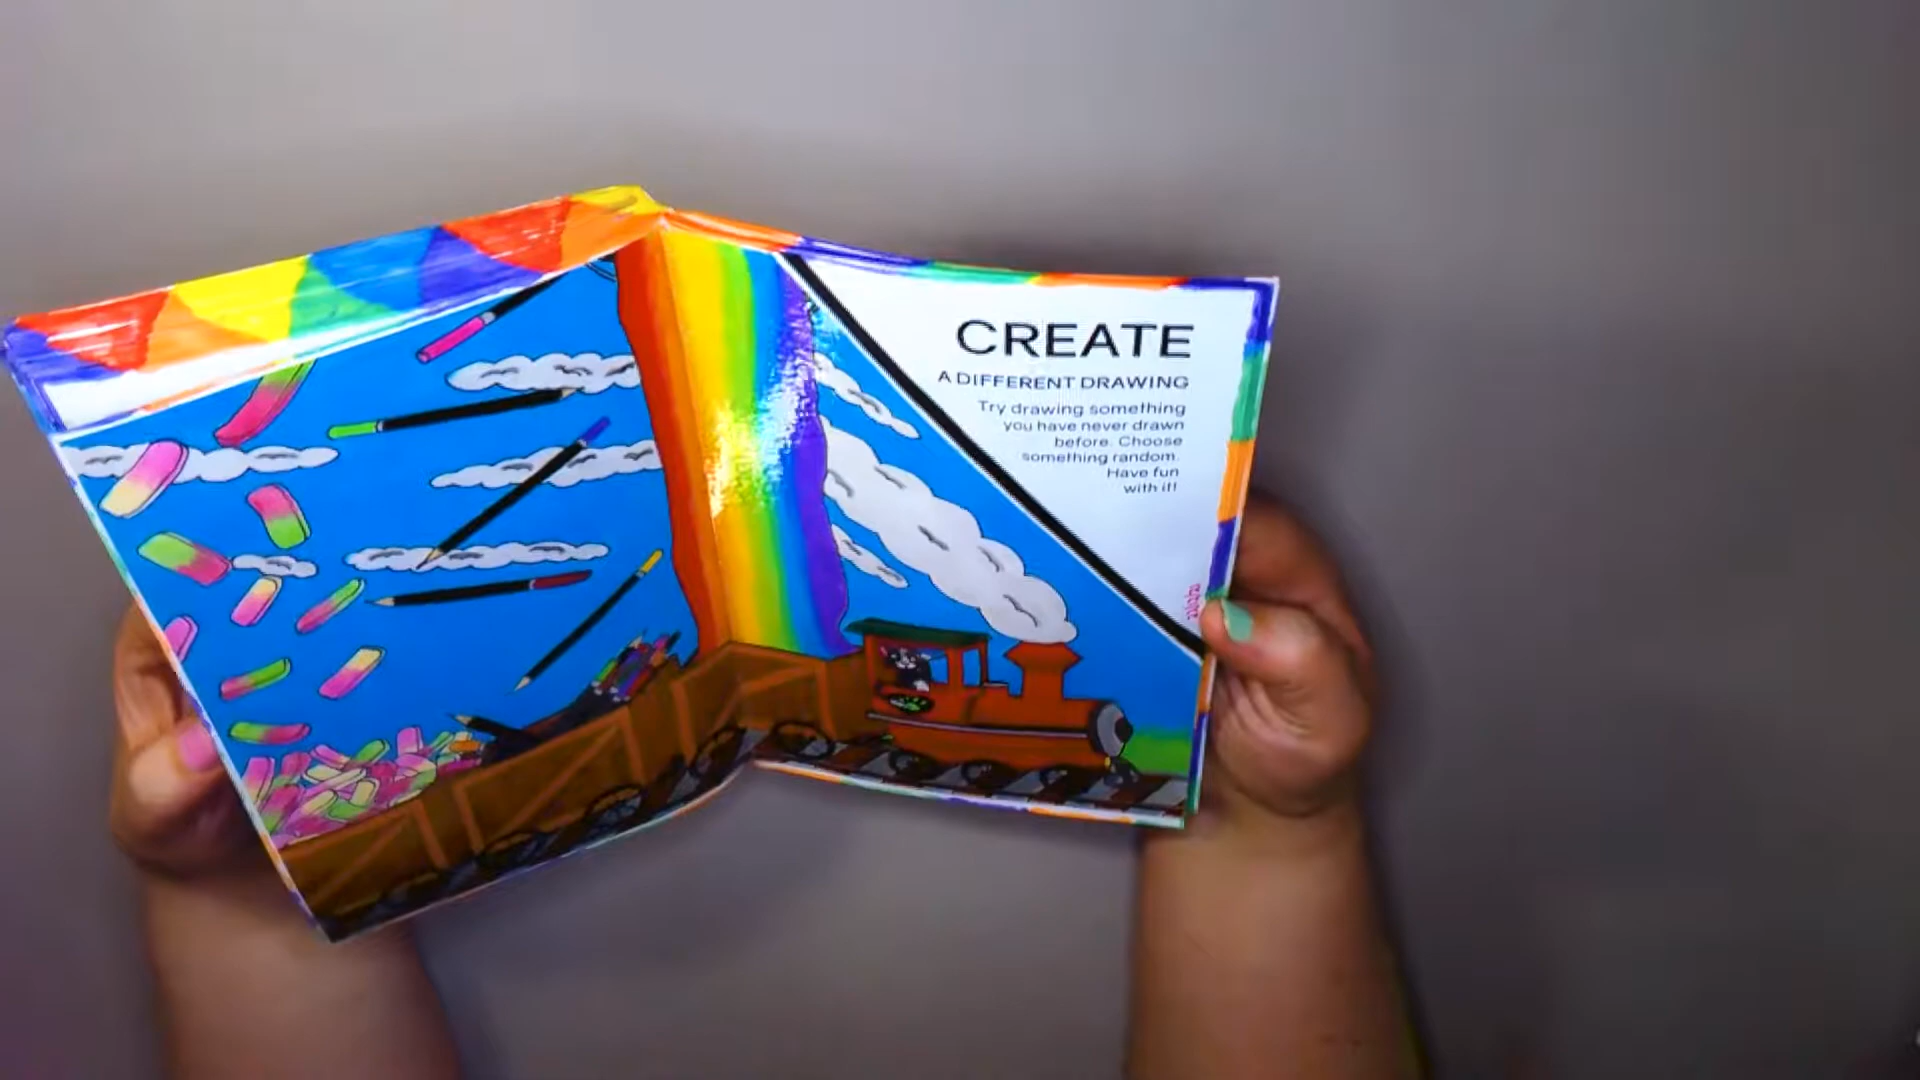 CREATE
A DIFFERENT DRAWING
Try drawing something
you have never drawn
before. Choose
something random.
Have fun
with it!